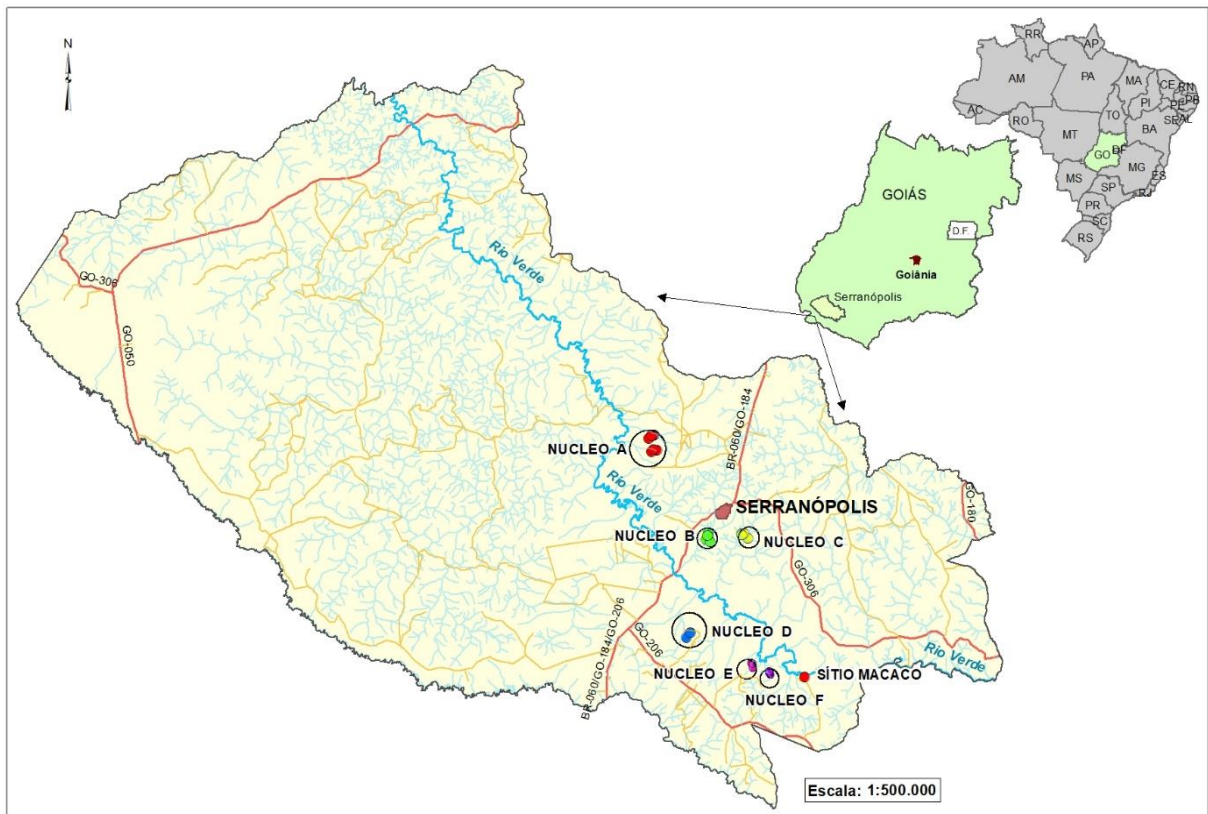 N
RR
AP
AM
PA
MA
CE
RN
PB
PE
AL
SE
PI
AC
TO
RO
BA
MT
GO
DF
MG
MS
ES
SP
RJ
PR
SC
RS
GOIÁS
D.F.
Goiânia
Serranópolis
Rio Verde
GO-306
GO-050
BR-060/GO-184
NUCLEO A
Rio Verde
GO-180
SERRANÓPOLIS
NUCLEO B
NUCLEO C
GO-306
NUCLEO D
BR-060/GO-184/GO-206
GO-206
Rio Verde
NUCLEO E
SÍTIO MACACO
NUCLEO F
Escala: 1:500.000